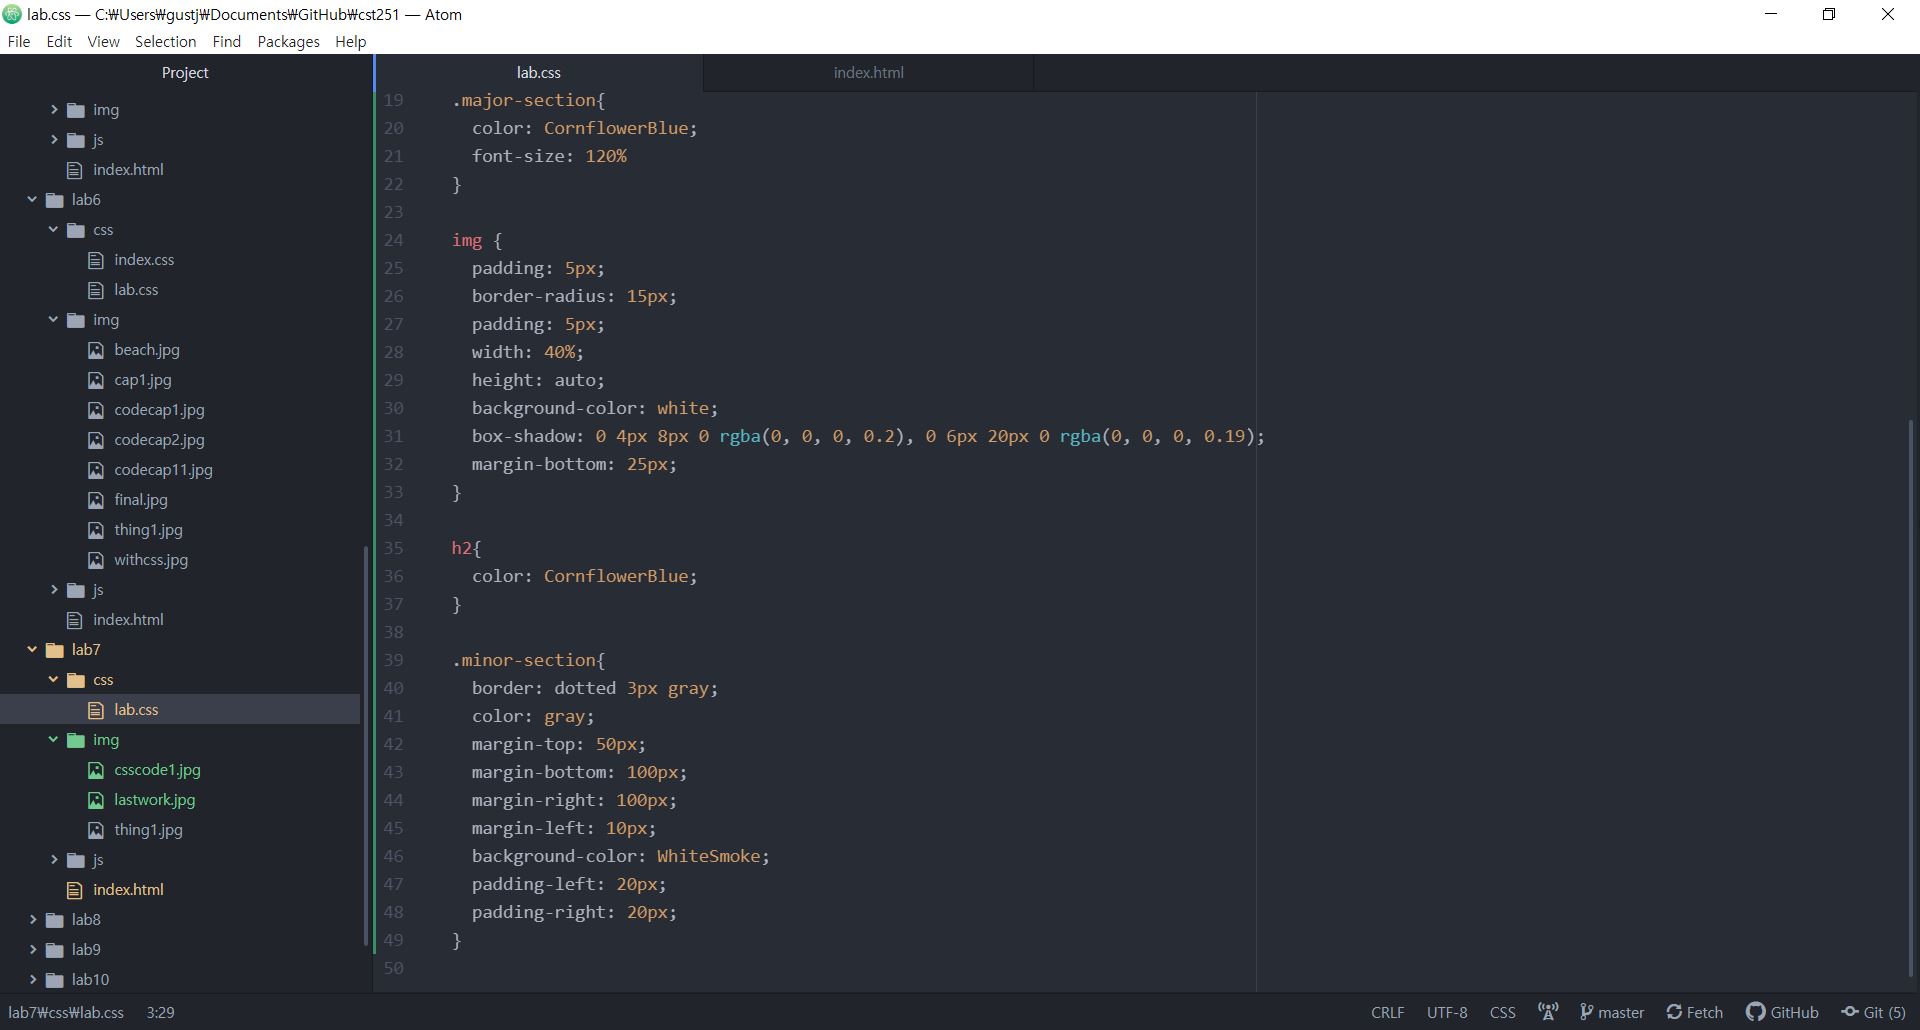 lab.css — C:₩Users₩gustj₩Documents₩GitHub₩cst251 — Atom
File Edit View Selection Find Packages Help
Project
img
js
index.html
lab6
css
index.css
lab.css
img
beach.jpg
cap1.jpg
codecap1.jpg
codecap2.jpg
codecap11.jpg
final.jpg
thing1.jpg
withcss.jpg
js
index.html
lab7
css
lab.css
img
csscode1.jpg
lastwork.jpg
thing1.jpg
js
index.html
lab8
lab9
lab10
lab.css index.html
19 .major-section{
20 color: CornflowerBlue;
21 font-size: 120%
22 }
23
24 img {
25 padding: 5px;
26 border-radius: 15px;
27 padding: 5px;
28 width: 40%;
29 height: auto;
30 background-color: white;
31 box-shadow: 0 4px 8px 0 rgba(0, 0, 0, 0.2), 0 6px 20px 0 rgba(0, 0, 0, 0.19);
32 margin-bottom: 25px;
33 }
34
35 h2{
36 color: CornflowerBlue;
37 }
38
39 .minor-section{
40 border: dotted 3px gray;
41 color: gray;
42 margin-top: 50px;
43 margin-bottom: 100px;
44 margin-right: 100px;
45 margin-left: 10px;
46 background-color: WhiteSmoke;
47 padding-left: 20px;
48 padding-right: 20px;
49 }
50
lab7₩css₩lab.css 3:29 CRLF UTF-8 CSS master Fetch GitHub Git (5)